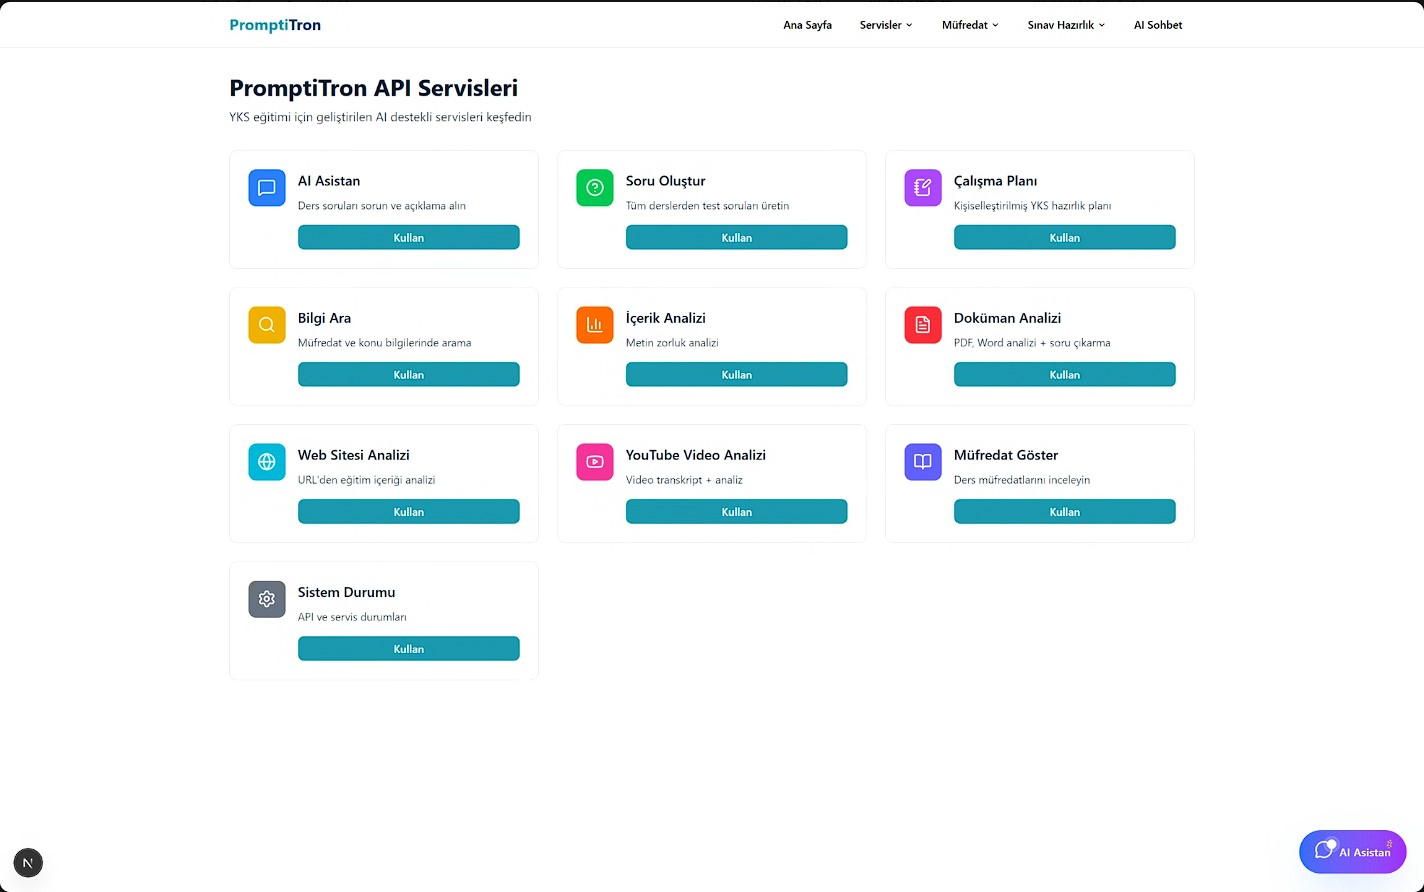 PromptiTron
Ana Sayfa
Servisler
Müfredat
Sınav Hazırlık
AI Sohbet
PromptiTron API Servisleri
YKS eğitimi için geliştirilen AI destekli servisleri keşfedin
AI Asistan
Ders soruları sorun ve açıklama alın
Kullan
Soru Oluştur
Tüm derslerden test soruları üretin
Kullan
Çalışma Planı
Kişiselleştirilmiş YKS hazırlık planı
Kullan
Bilgi Ara
Müfredat ve konu bilgilerinde arama
Kullan
İçerik Analizi
Metin zorluk analizi
Kullan
Doküman Analizi
PDF, Word analizi + soru çıkarma
Kullan
Web Sitesi Analizi
URL'den eğitim içeriği analizi
Kullan
YouTube Video Analizi
Video transkript + analiz
Kullan
Müfredat Göster
Ders müfredatlarını inceleyin
Kullan
Sistem Durumu
API ve servis durumları
Kullan
N
AI Asistan